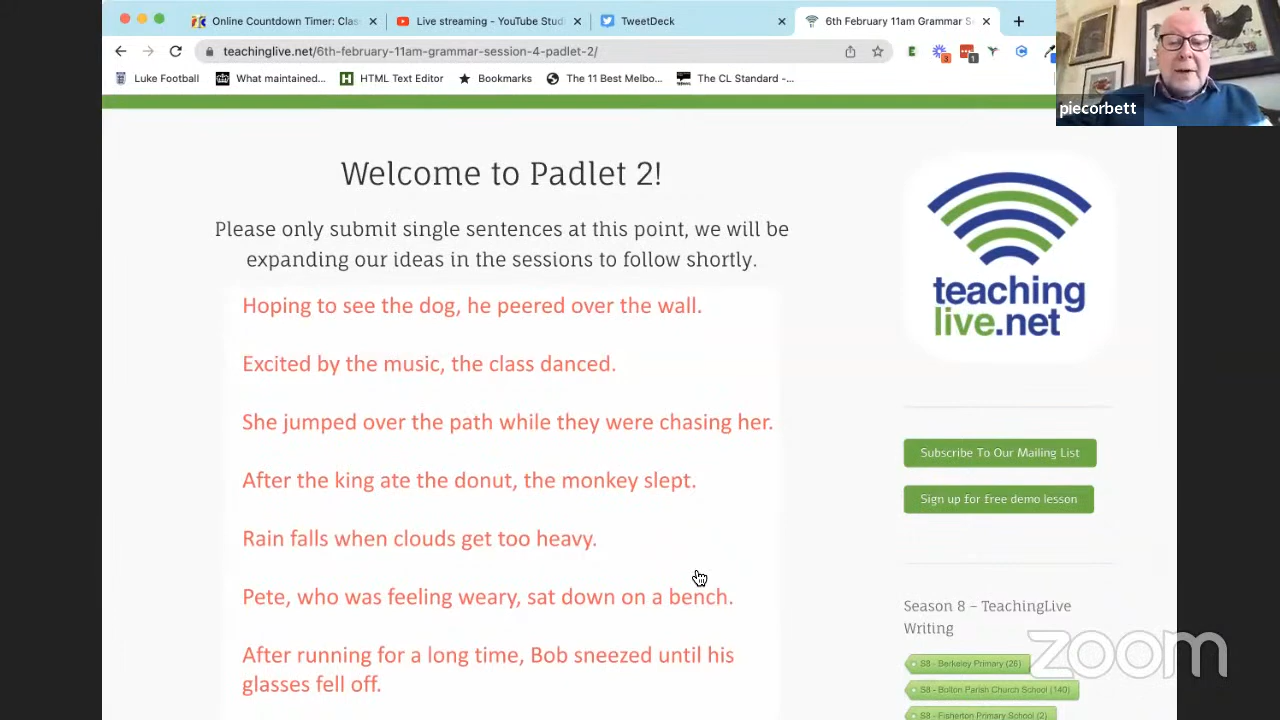 Online Countdown Timer: Clas
Live streaming - YouTube Studi
TweetDeck
6th February 11am Grammar S
teachinglive.net/6th-february-11am-grammar-session-4-padlet-2/
3
1
Luke Football
What maintained...
HTML Text Editor
Bookmarks
The 11 Best Melbo...
The CL Standard -...
piecorbett
Welcome to Padlet 2!
Please only submit single sentences at this point, we will be
expanding our ideas in the sessions to follow shortly.
Hoping to see the dog, he peered over the wall.
Excited by the music, the class danced.
She jumped over the path while they were chasing her.
After the king ate the donut, the monkey slept.
Rain falls when clouds get too heavy.
Pete, who was feeling weary, sat down on a bench.
After running for a long time, Bob sneezed until his
glasses fell off.
teaching
live.net
Subscribe To Our Mailing List
Sign up for free demo lesson
Season 8 – TeachingLive
Writing
S8 - Berkeley Primary (26)
S8 - Bolton Parish Church School (140)
S8 - Fisherton Primary School (2)
zoom